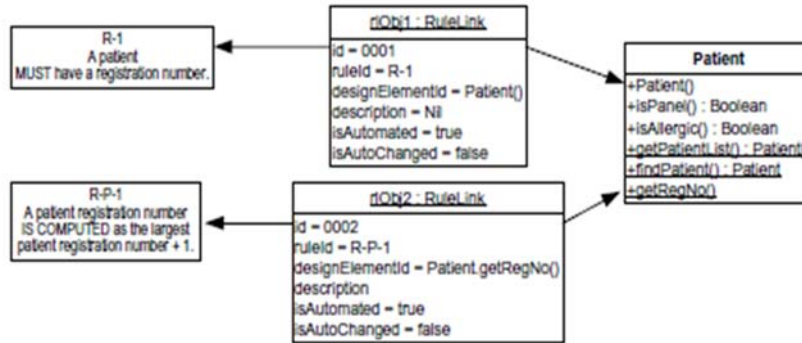 R-1
A patient
MUST have a registration number.
rlObj1 : RuleLink
id = 0001
ruleId = R-1
designElementId = Patient()
description = Nil
isAutomated = true
isAutoChanged = false
Patient
+Patient()
+isPanel() : Boolean
+isAllergic() : Boolean
+getPatientList() : Patient
+findPatient() : Patient
+getRegNo()
R-P-1
A patient registration number
IS COMPUTED as the largest
patient registration number + 1.
rlObj2 : RuleLink
id = 0002
ruleId = R-P-1
designElementId = Patient.getRegNo()
description
isAutomated = true
isAutoChanged = false